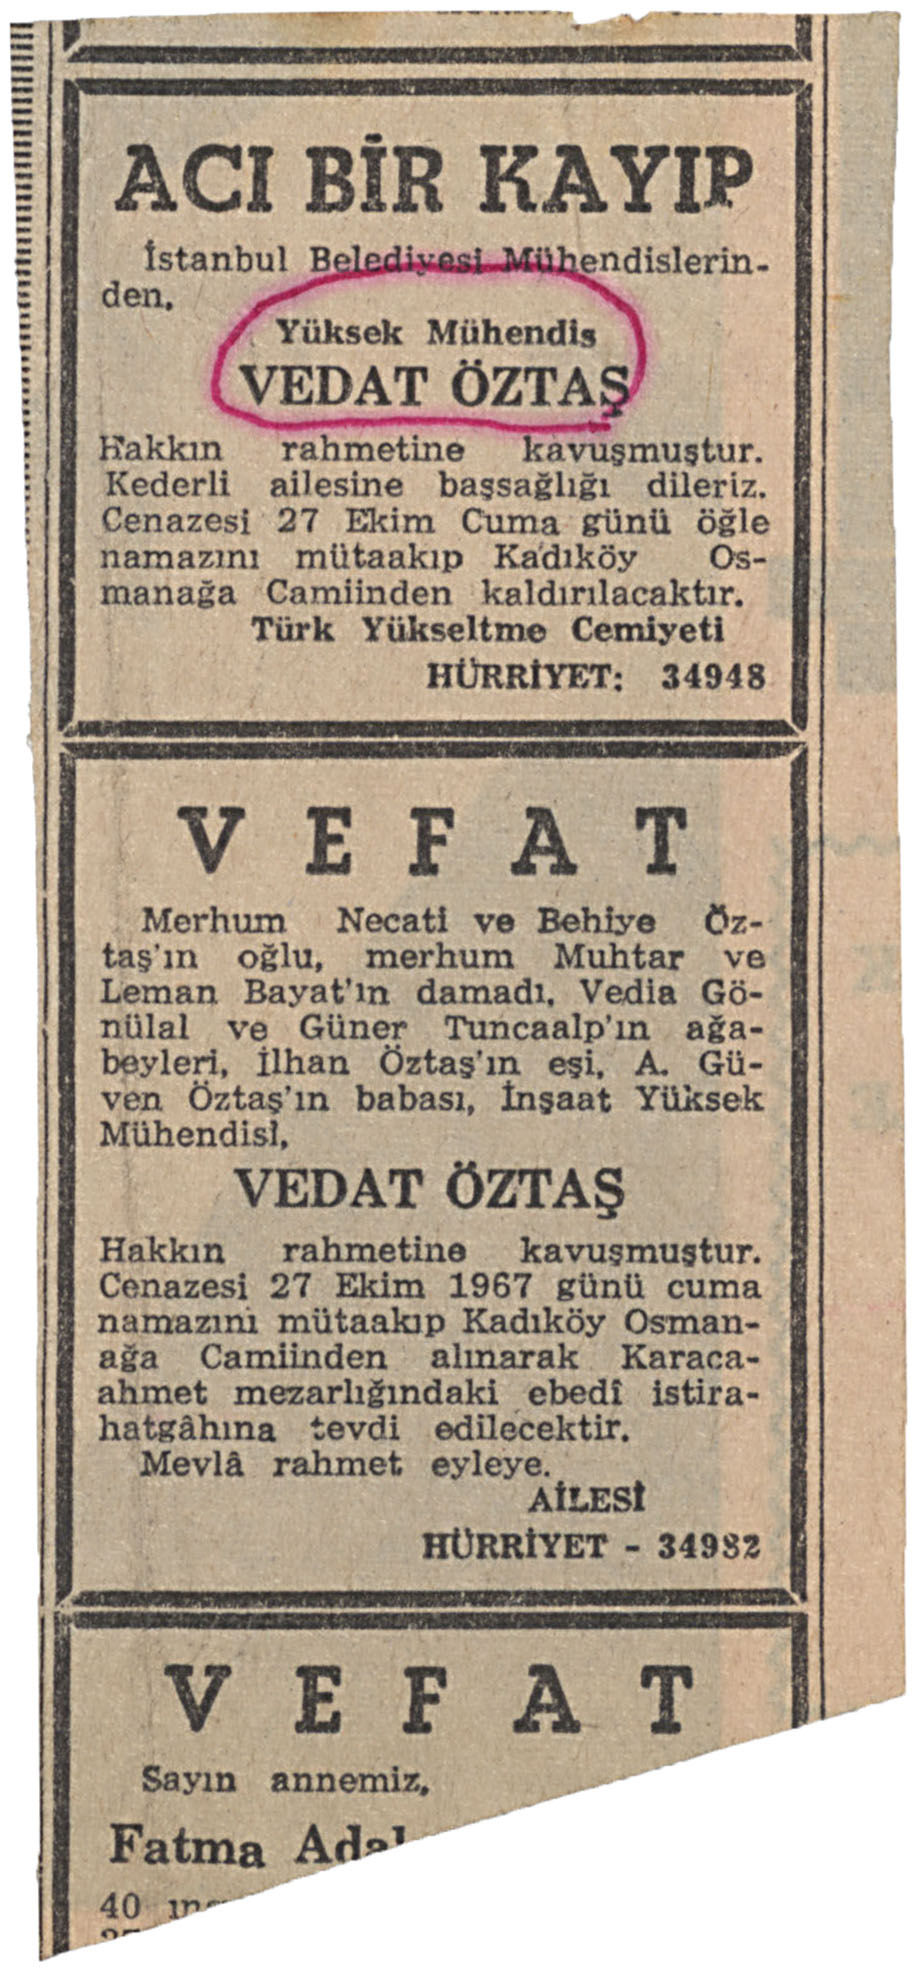 ACI BİR KAYIP
İstanbul Belediyesi Mühendislerin-
den,
Yüksek Mühendis
VEDAT ÖZTAŞ
Hakkın rahmetine kavuşmuştur.
Kederli ailesine başsağlığı dileriz.
Cenazesi 27 Ekim Cuma günü öğle
namazını mütaakıp Kadıköy Os-
manağa Camiinden kaldırılacaktır.
Türk Yükseltme Cemiyeti
HÜRRİYET: 34948
VEFAT
Merhum Necati ve Behiye Öz-
taş'ın oğlu, merhum Muhtar ve
Leman Bayat'ın damadı, Vedia Gö-
nülal ve Güner Tuncaalp'ın ağa-
beyleri, İlhan Öztaş'ın eşi, A. Gü-
ven Öztaş'ın babası, İnşaat Yüksek
Mühendisi,
VEDAT ÖZTAŞ
Hakkın rahmetine kavuşmuştur.
Cenazesi 27 Ekim 1967 günü cuma
namazını mütaakıp Kadıköy Osman-
ağa Camiinden alınarak Karaca-
ahmet mezarlığındaki ebedî istira-
hatgâhına tevdi edilecektir.
Mevlâ rahmet eyleye.
AİLESİ
HÜRRİYET - 34982
VEFAT
Sayın annemiz,
Fatma
40